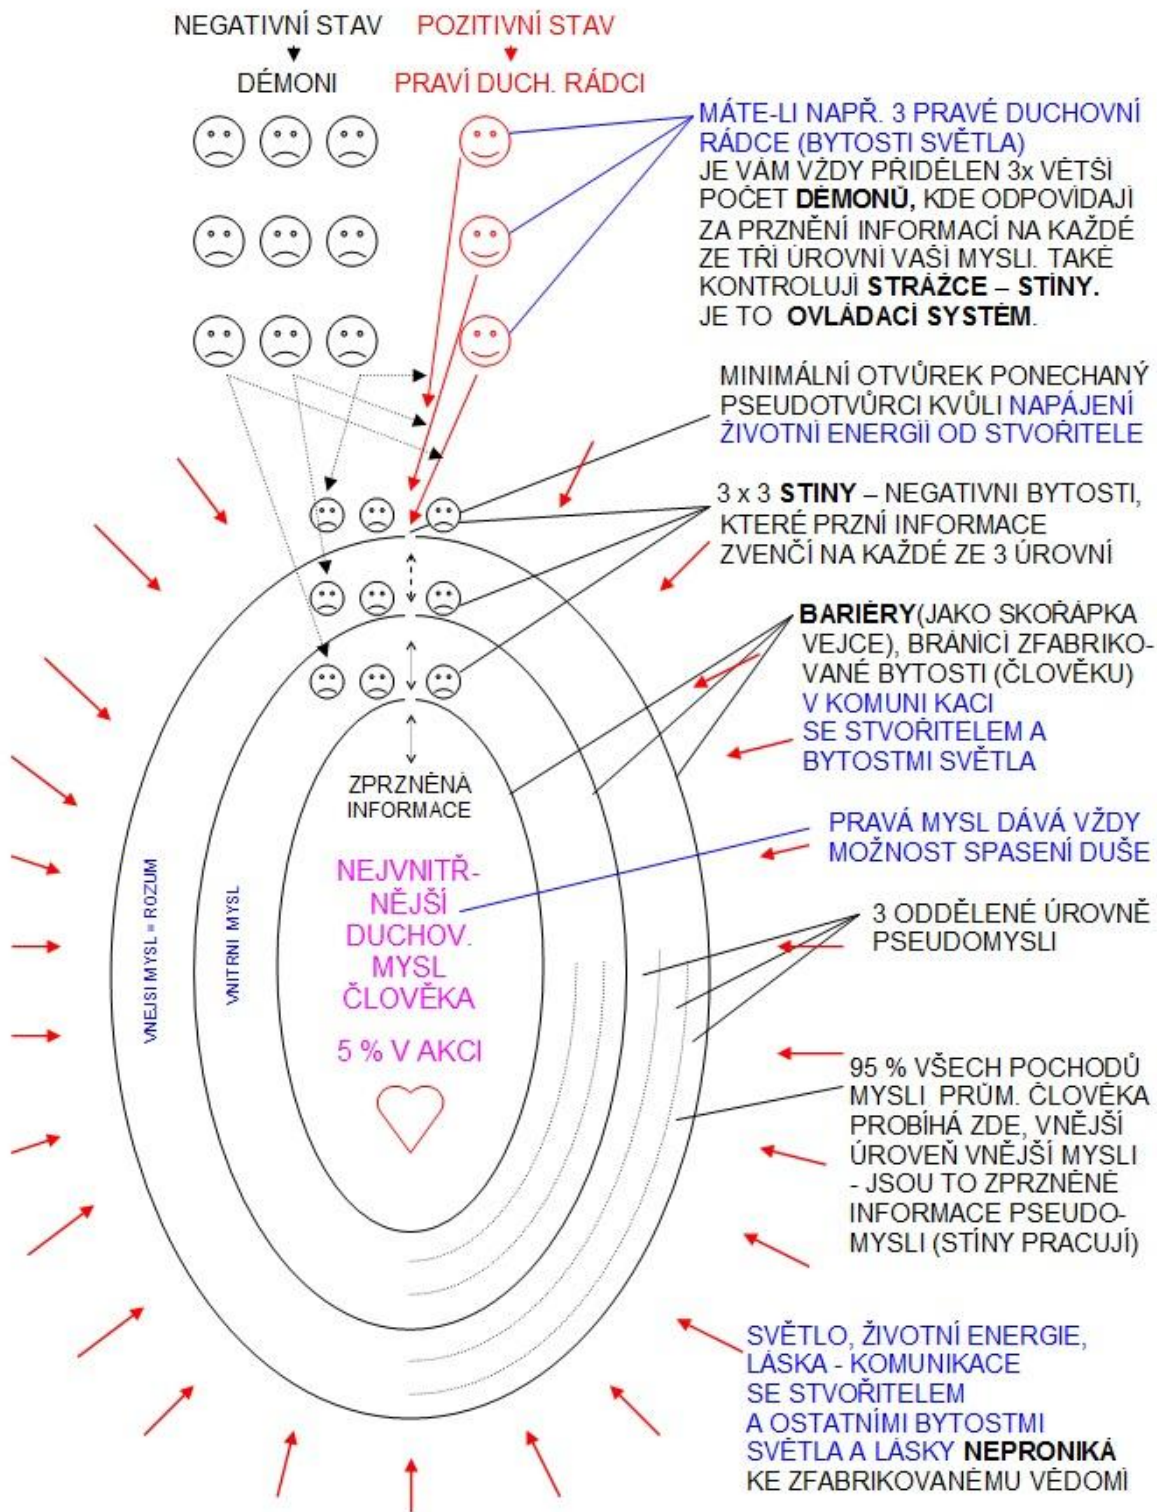 NEGATIVNÍ STAV
POZITIVNÍ STAV
DÉMONI
PRAVÍ DUCH. RÁDCI
MÁTE-LI NAPŘ. 3 PRAVÉ DUCHOVNÍ
RÁDCE (BYTOSTI SVĚTLA)
JE VÁM VŽDY PŘIDĚLEN 3x VĚTŠÍ
POČET DÉMONŮ, KDE ODPOVÍDAJÍ
ZA PRZNĚNÍ INFORMACÍ NA KAŽDÉ
ZE TŘÍ ÚROVNÍ VAŠÍ MYSLI. TAKÉ
KONTROLUJÍ STRÁŽCE – STÍNY.
JE TO OVLÁDACÍ SYSTÉM.
MINIMÁLNÍ OTVŮREK PONECHANÝ
PSEUDOTVŮRCI KVŮLI NAPÁJENÍ
ŽIVOTNÍ ENERGIÍ OD STVOŘITELE
3 x 3 STÍNY – NEGATIVNI BYTOSTI,
KTERÉ PRZNÍ INFORMACE
ZVENČÍ NA KAŽDÉ ZE 3 ÚROVNÍ
BARIÉRY(JAKO SKOŘÁPKA
VEJCE), BRÁNÍCÍ ZFABRIKO-
VANÉ BYTOSTI (ČLOVĚKU)
V KOMUNI KACI
SE STVOŘITELEM A
BYTOSTMI SVĚTLA
ZPRZNĚNÁ
INFORMACE
PRAVÁ MYSL DÁVÁ VŽDY
MOŽNOST SPASENÍ DUŠE
VNEJSI MYSL = ROZUM
VNITRNI MYSL
NEJVNITŘ-
NĚJŠÍ
DUCHOV.
MYSL
ČLOVĚKA
5 % V AKCI
3 ODDĚLENÉ ÚROVNĚ
PSEUDOMYSLI
95 % VŠECH POCHODŮ
MYSLI PRŮM. ČLOVĚKA
PROBÍHÁ ZDE, VNĚJŠÍ
ÚROVEŇ VNĚJŠÍ MYSLI
- JSOU TO ZPRZNĚNÉ
INFORMACE PSEUDO-
MYSLI (STÍNY PRACUJÍ)
SVĚTLO, ŽIVOTNÍ ENERGIE,
LÁSKA - KOMUNIKACE
SE STVOŘITELEM
A OSTATNÍMI BYTOSTMI
SVĚTLA A LÁSKY NEPRONIKÁ
KE ZFABRIKOVANÉMU VĚDOMÍ